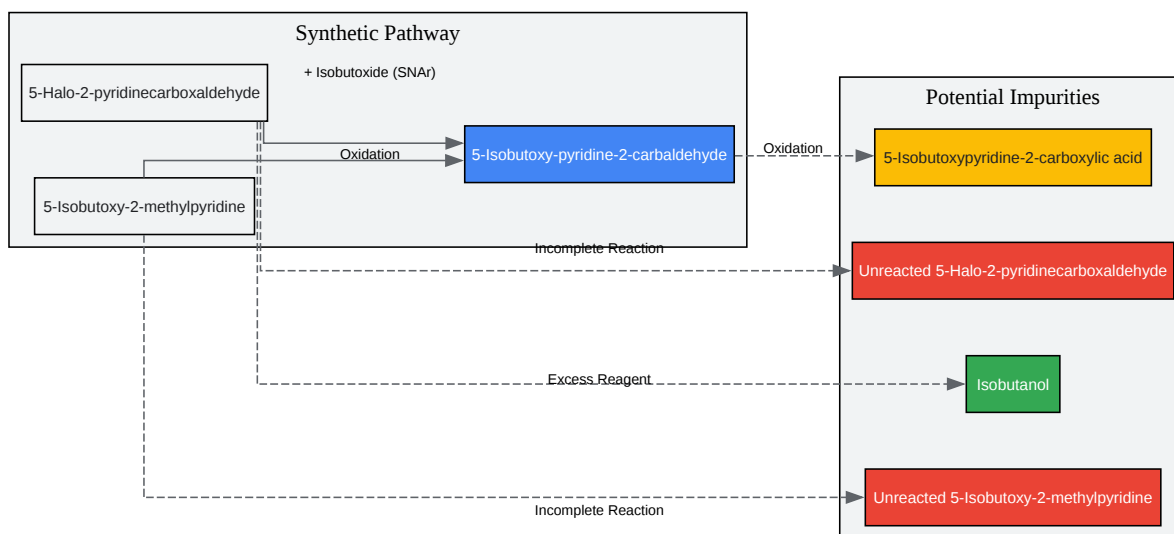 Synthetic Pathway
+ Isobutoxide (SNAr)
5-Halo-2-pyridinecarboxaldehyde
Oxidation
5-Isobutoxy-pyridine-2-carbaldehyde
5-Isobutoxy-2-methylpyridine
Oxidation
Potential Impurities
5-Isobutoxypyridine-2-carboxylic acid
Incomplete Reaction
Unreacted 5-Halo-2-pyridinecarboxaldehyde
Excess Reagent
Isobutanol
Unreacted 5-Isobutoxy-2-methylpyridine
Incomplete Reaction